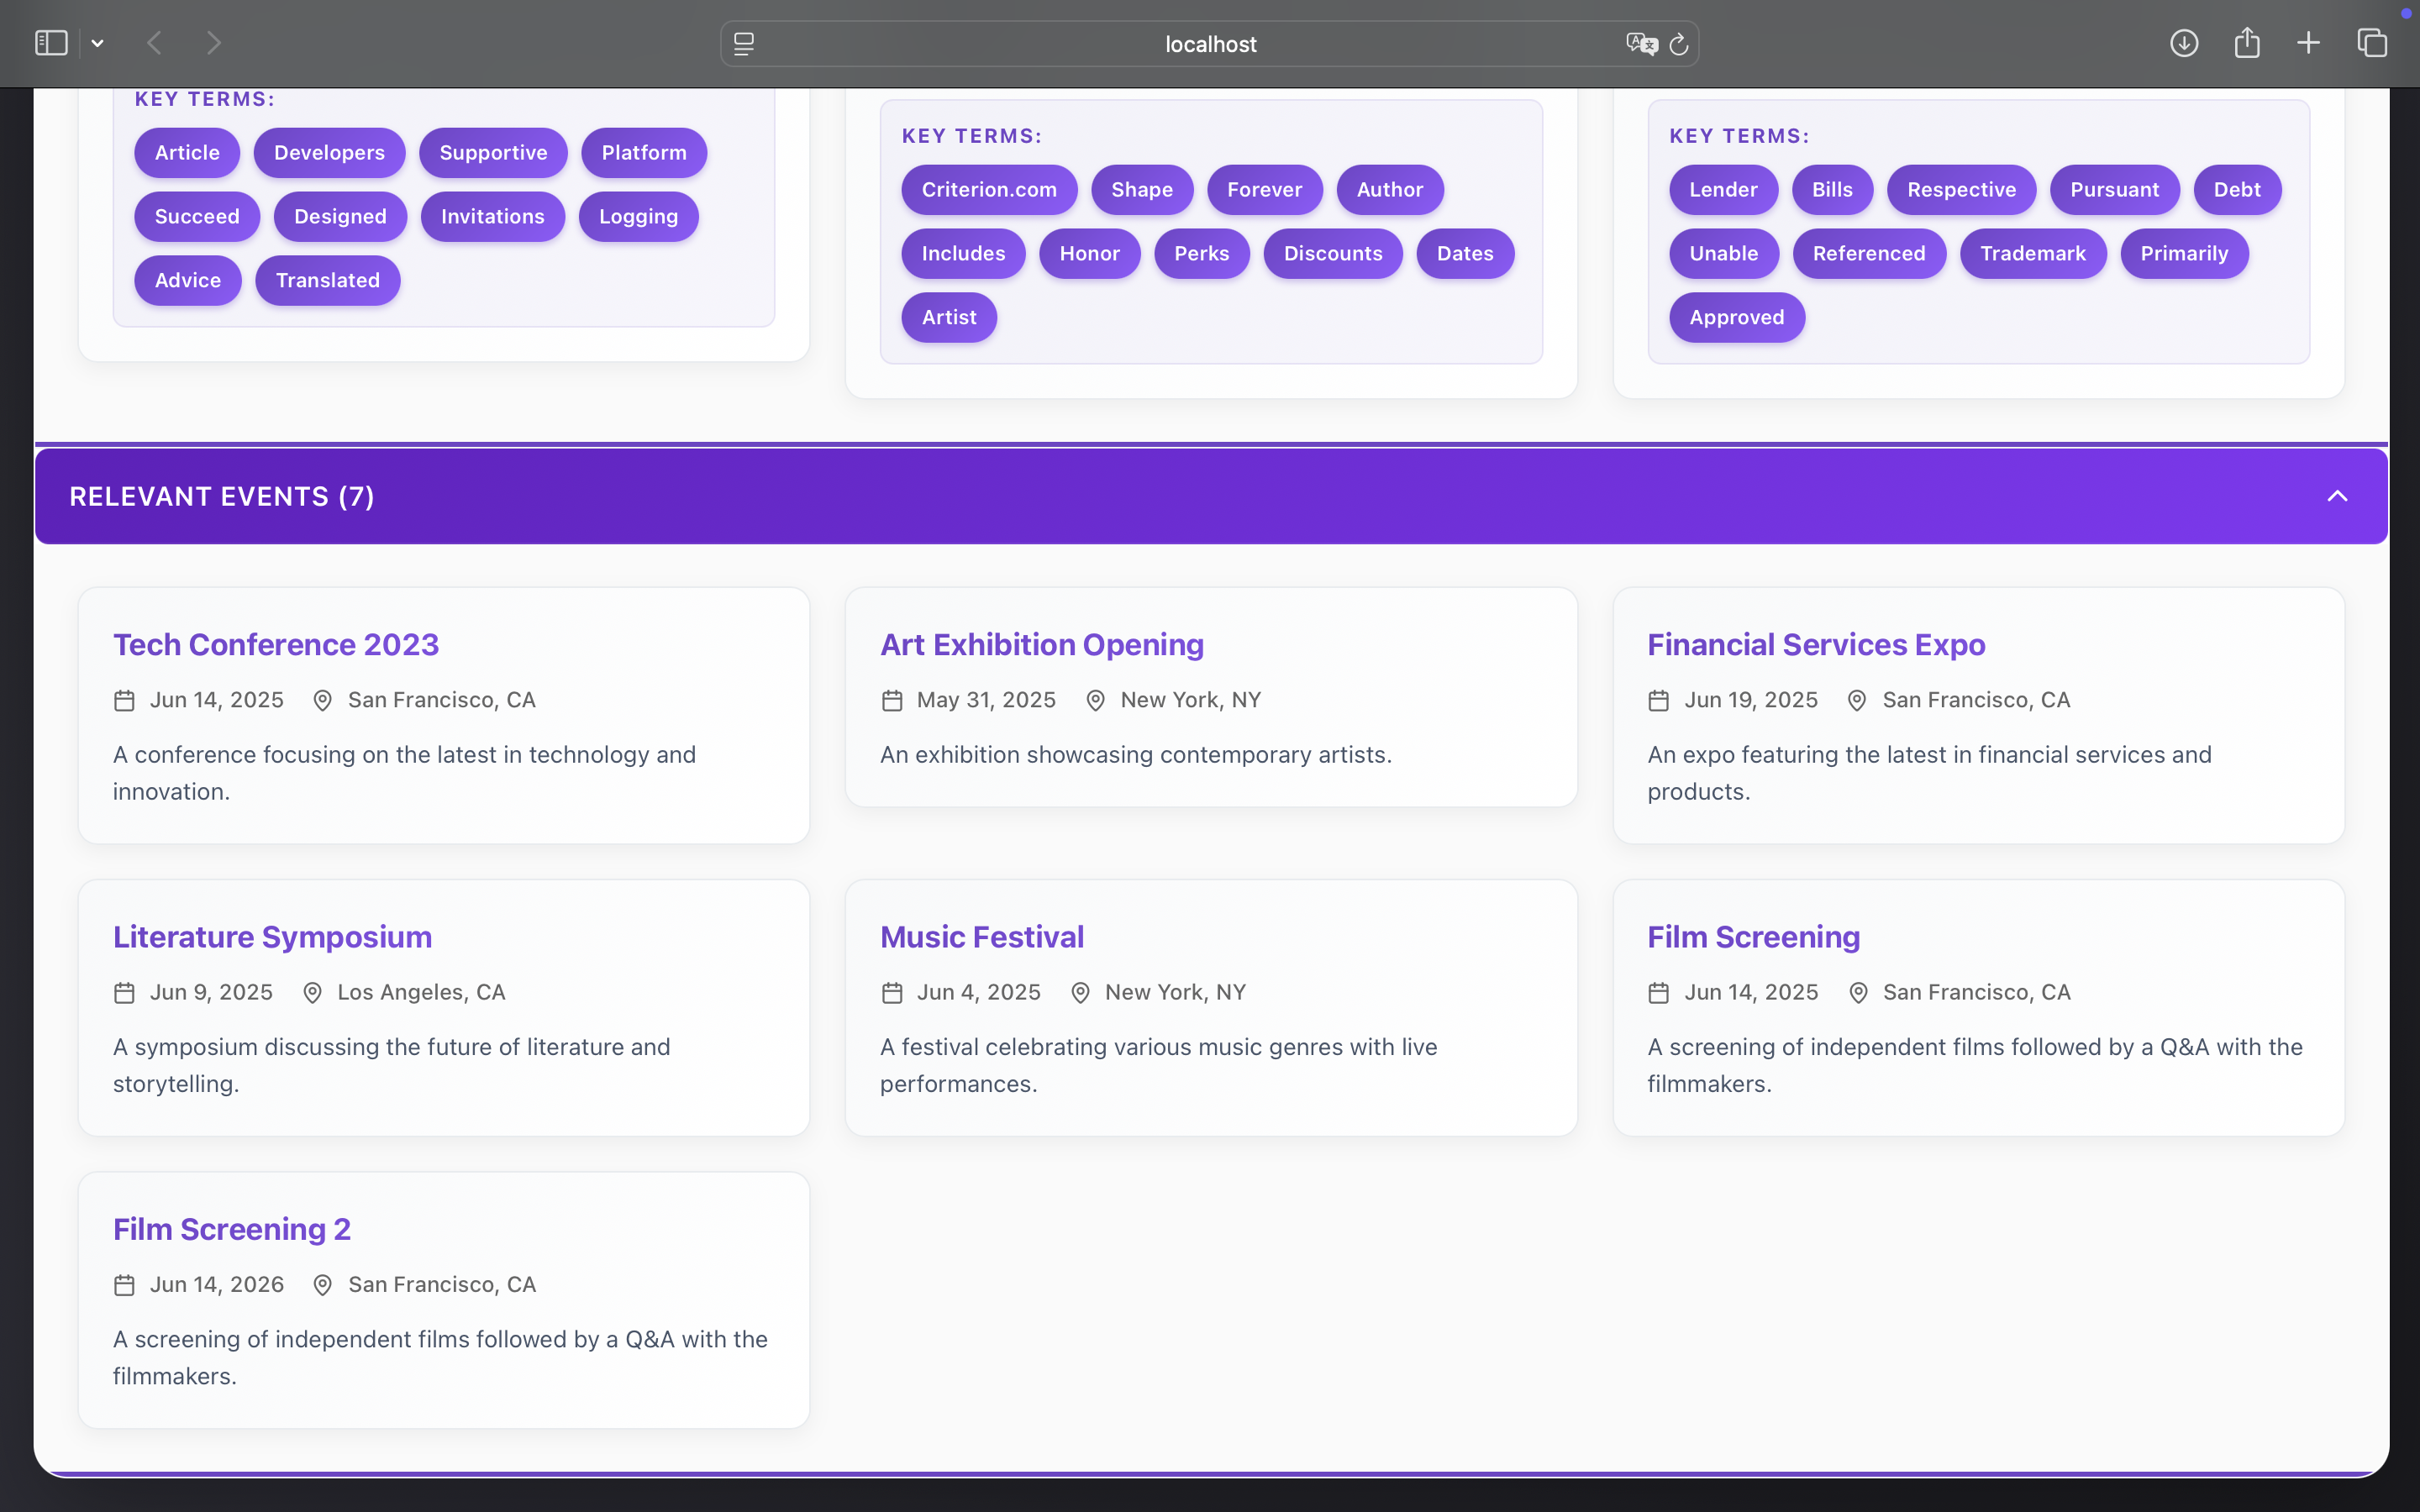 localhost
KEY TERMS:
Article Developers Supportive Platform
Succeed Designed Invitations Logging
Advice Translated
KEY TERMS:
Criterion.com Shape Forever Author
Includes Honor Perks Discounts Dates
Artist
KEY TERMS:
Lender Bills Respective Pursuant Debt
Unable Referenced Trademark Primarily
Approved
RELEVANT EVENTS (7)
Tech Conference 2023
Jun 14, 2025 San Francisco, CA
A conference focusing on the latest in technology and
innovation.
Art Exhibition Opening
May 31, 2025 New York, NY
An exhibition showcasing contemporary artists.
Financial Services Expo
Jun 19, 2025 San Francisco, CA
An expo featuring the latest in financial services and
products.
Literature Symposium
Jun 9, 2025 Los Angeles, CA
A symposium discussing the future of literature and
storytelling.
Music Festival
Jun 4, 2025 New York, NY
A festival celebrating various music genres with live
performances.
Film Screening
Jun 14, 2025 San Francisco, CA
A screening of independent films followed by a Q&A with the
filmmakers.
Film Screening 2
Jun 14, 2026 San Francisco, CA
A screening of independent films followed by a Q&A with the
filmmakers.